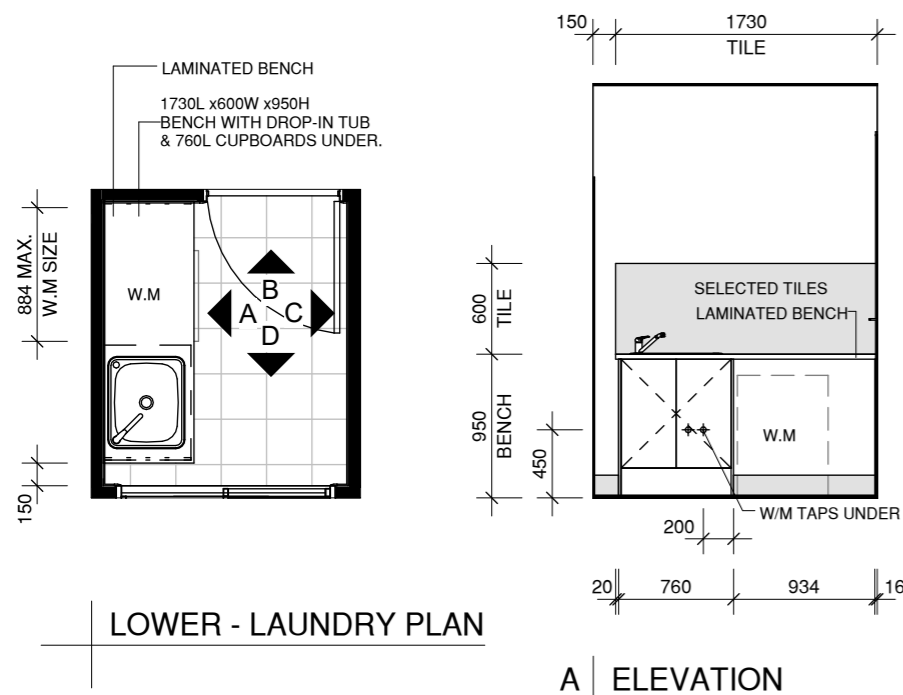 LAMINATED BENCH
1730L x600W x950H
BENCH WITH DROP-IN TUB
& 760L CUPBOARDS UNDER.
884 MAX.
W.M SIZE
150
W.M
B
A C
D
LOWER - LAUNDRY PLAN
150 1730
TILE
600
TILE
SELECTED TILES
LAMINATED BENCH
950
BENCH
450
W.M
W/M TAPS UNDER
200
20 760 934 16
A ELEVATION